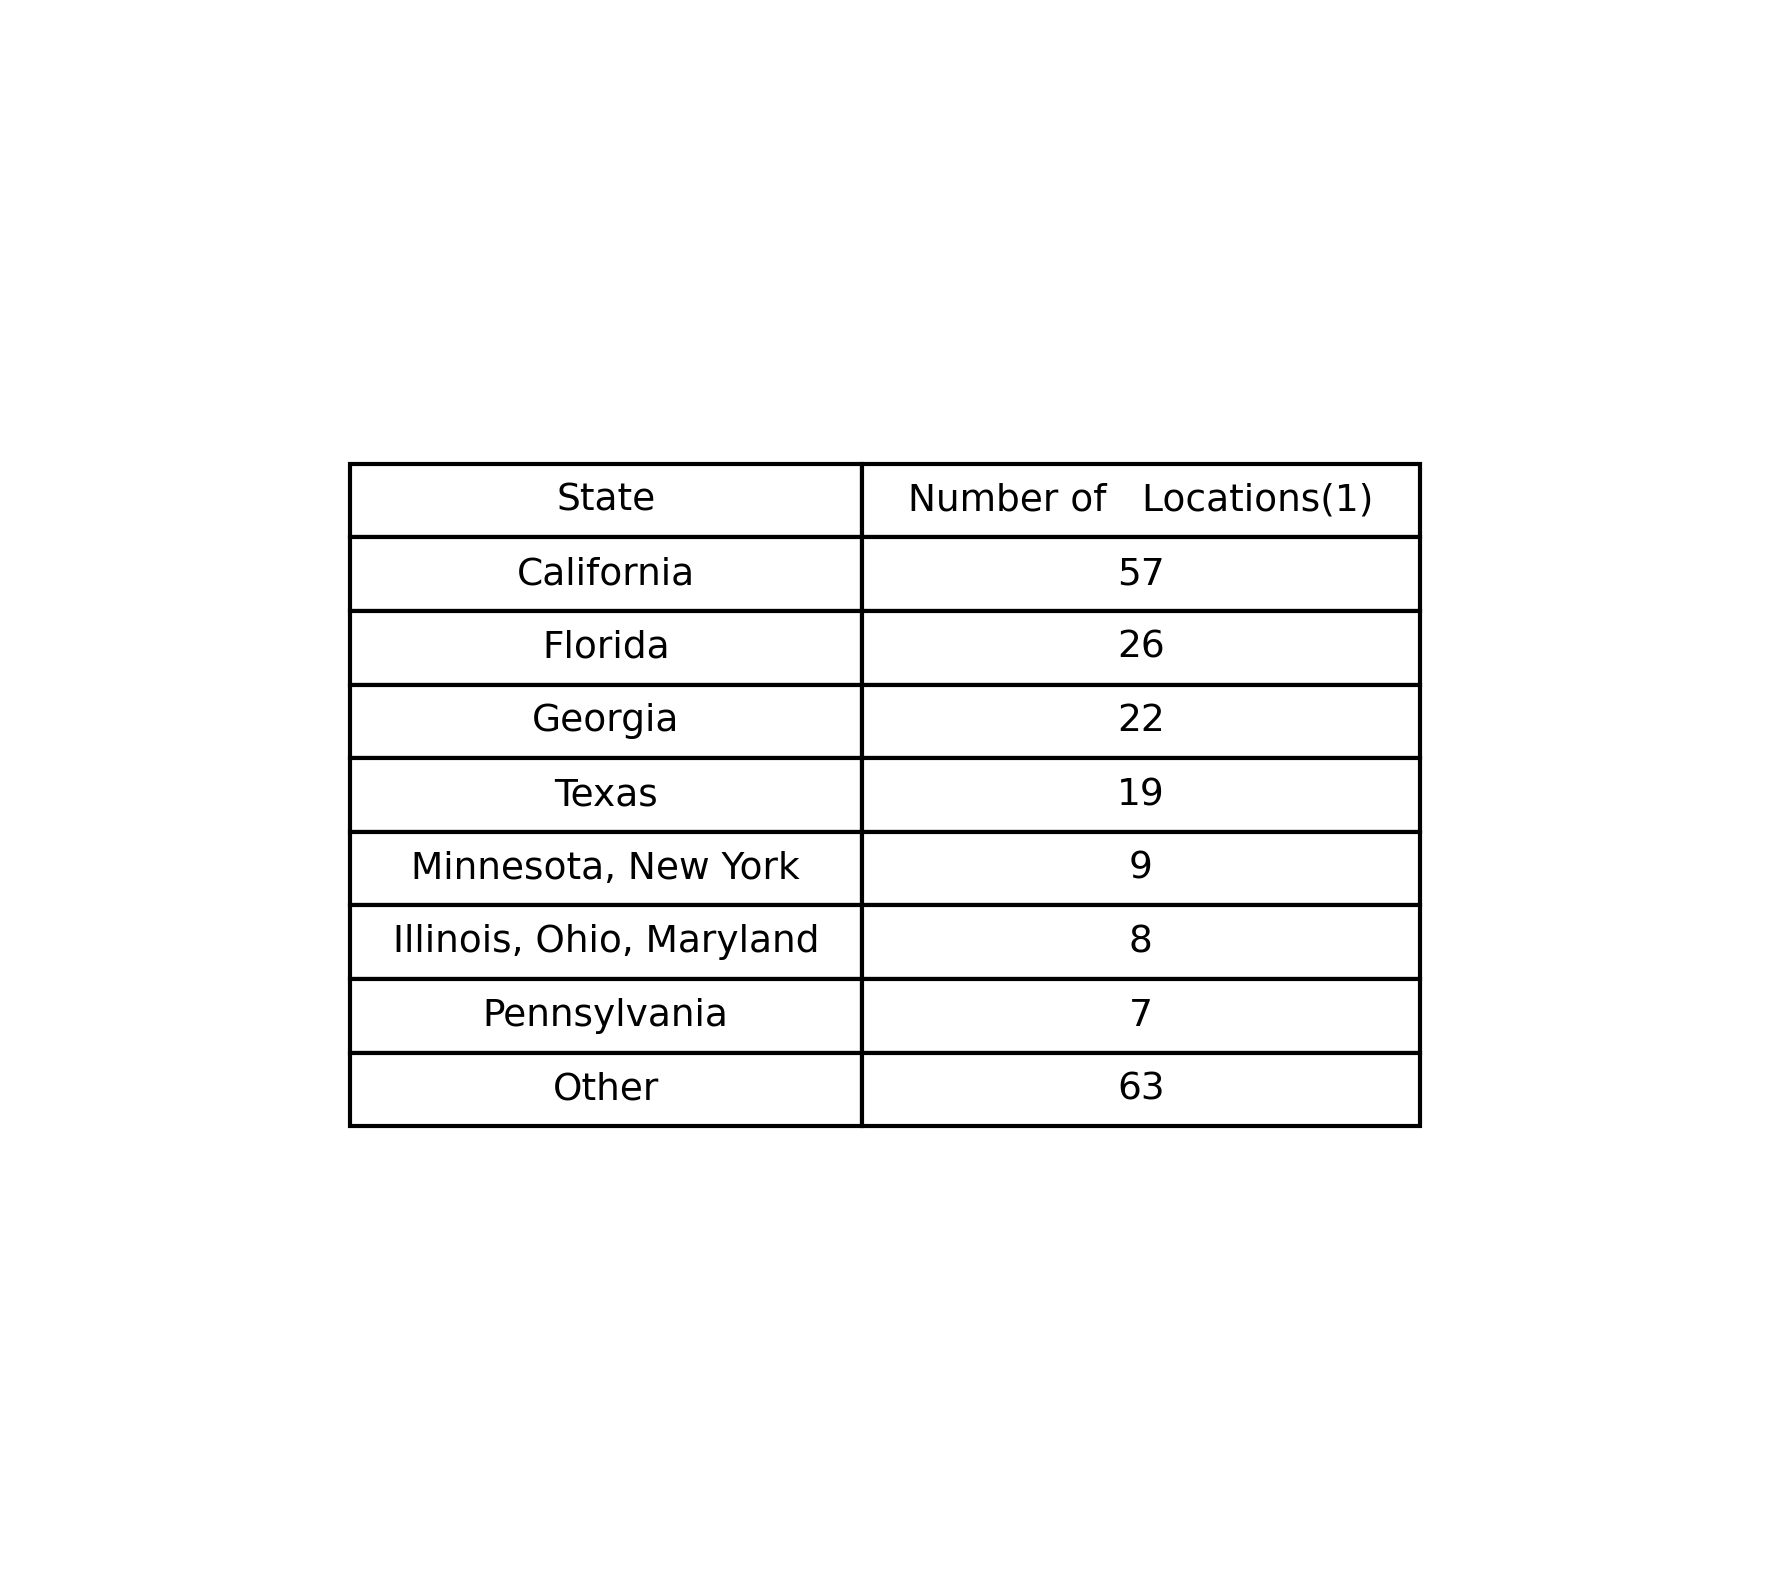 State Number of   Locations(1)
California 57
Florida 26
Georgia 22
Texas 19
Minnesota, New York 9
Illinois, Ohio, Maryland 8
Pennsylvania 7
Other 63